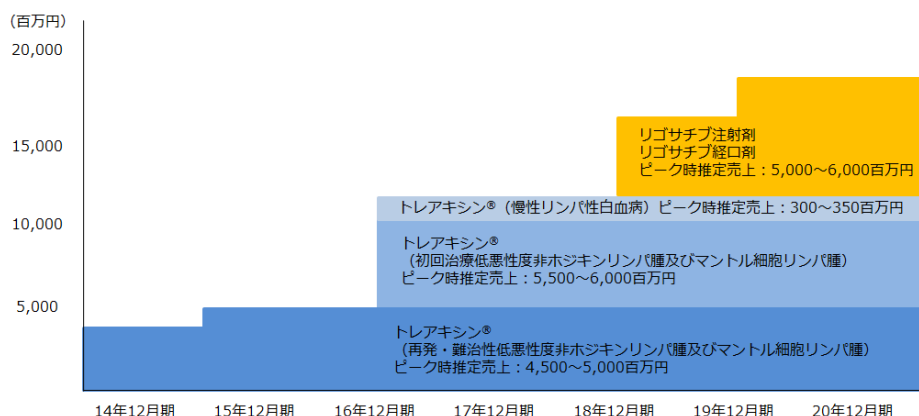 （百万円）
20,000
15,000
10,000
5,000
リゴサチブ注射剤
リゴサチブ経口剤
ピーク時推定売上：5,000～6,000百万円
トレアキシン®（慢性リンパ性白血病）ピーク時推定売上：300～350百万円
トレアキシン®
（初回治療低悪性度非ホジキンリンパ腫及びマントル細胞リンパ腫）
ピーク時推定売上：5,500～6,000百万円
トレアキシン®
（再発・難治性低悪性度非ホジキンリンパ腫及びマントル細胞リンパ腫）
ピーク時推定売上：4,500～5,000百万円
14年12月期 15年12月期 16年12月期 17年12月期 18年12月期 19年12月期 20年12月期